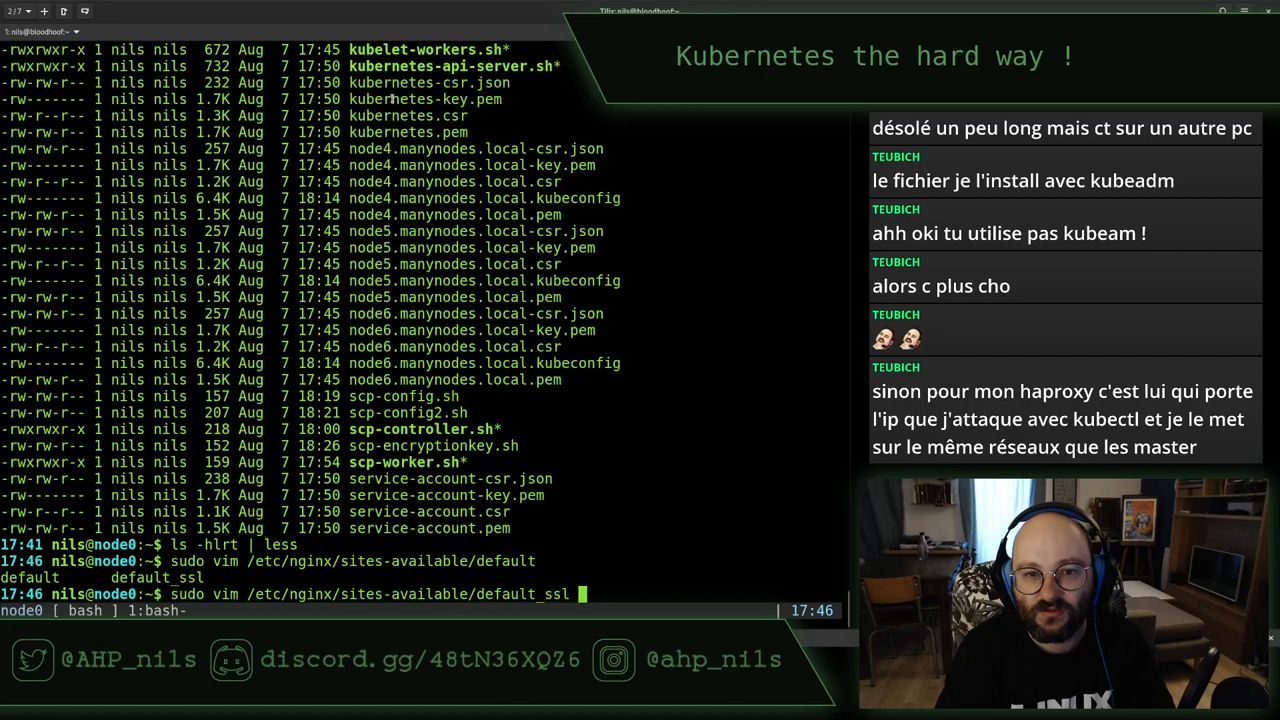 2/7
Tilix: nils@bloodhoof:~
1: nils@bloodhoof:~
Kubernetes the hard way !
-rwxrwxr-x 1 nils nils 672 Aug 7 17:45 kubelet-workers.sh*
-rwxrwxr-x 1 nils nils 732 Aug 7 17:50 kubernetes-api-server.sh*
-rw-rw-r-- 1 nils nils 232 Aug 7 17:50 kubernetes-csr.json
-rw------- 1 nils nils 1.7K Aug 7 17:50 kubernetes-key.pem
-rw-r--r-- 1 nils nils 1.3K Aug 7 17:50 kubernetes.csr
-rw-rw-r-- 1 nils nils 1.7K Aug 7 17:50 kubernetes.pem
-rw-rw-r-- 1 nils nils 257 Aug 7 17:45 node4.manynodes.local-csr.json
-rw------- 1 nils nils 1.7K Aug 7 17:45 node4.manynodes.local-key.pem
-rw-r--r-- 1 nils nils 1.2K Aug 7 17:45 node4.manynodes.local.csr
-rw------- 1 nils nils 6.4K Aug 7 18:14 node4.manynodes.local.kubeconfig
-rw-rw-r-- 1 nils nils 1.5K Aug 7 17:45 node4.manynodes.local.pem
-rw-rw-r-- 1 nils nils 257 Aug 7 17:45 node5.manynodes.local-csr.json
-rw------- 1 nils nils 1.7K Aug 7 17:45 node5.manynodes.local-key.pem
-rw-r--r-- 1 nils nils 1.2K Aug 7 17:45 node5.manynodes.local.csr
-rw------- 1 nils nils 6.4K Aug 7 18:14 node5.manynodes.local.kubeconfig
-rw-rw-r-- 1 nils nils 1.5K Aug 7 17:45 node5.manynodes.local.pem
-rw-rw-r-- 1 nils nils 257 Aug 7 17:45 node6.manynodes.local-csr.json
-rw------- 1 nils nils 1.7K Aug 7 17:45 node6.manynodes.local-key.pem
-rw-r--r-- 1 nils nils 1.2K Aug 7 17:45 node6.manynodes.local.csr
-rw------- 1 nils nils 6.4K Aug 7 18:14 node6.manynodes.local.kubeconfig
-rw-rw-r-- 1 nils nils 1.5K Aug 7 17:45 node6.manynodes.local.pem
-rw-rw-r-- 1 nils nils 157 Aug 7 18:19 scp-config.sh
-rw-rw-r-- 1 nils nils 207 Aug 7 18:21 scp-config2.sh
-rwxrwxr-x 1 nils nils 218 Aug 7 18:00 scp-controller.sh*
-rw-rw-r-- 1 nils nils 152 Aug 7 18:26 scp-encryptionkey.sh
-rwxrwxr-x 1 nils nils 159 Aug 7 17:54 scp-worker.sh*
-rw-rw-r-- 1 nils nils 238 Aug 7 17:50 service-account-csr.json
-rw------- 1 nils nils 1.7K Aug 7 17:50 service-account-key.pem
-rw-r--r-- 1 nils nils 1.1K Aug 7 17:50 service-account.csr
-rw-rw-r-- 1 nils nils 1.5K Aug 7 17:50 service-account.pem
17:41 nils@node0:~$ ls -hlrt | less
17:46 nils@node0:~$ sudo vim /etc/nginx/sites-available/default
default default_ssl
17:46 nils@node0:~$ sudo vim /etc/nginx/sites-available/default_ssl
node0 [ bash ] 1:bash- | 17:46
désolé un peu long mais ct sur un autre pc
TEUBICH
le fichier je l'install avec kubeadm
TEUBICH
ahh oki tu utilise pas kubeam !
TEUBICH
alors c plus cho
TEUBICH
TEUBICH
sinon pour mon haproxy c'est lui qui porte
l'ip que j'attaque avec kubectl et je le met
sur le même réseaux que les master
LINUX
@AHP_nils discord.gg/48tN36XQZ6 @ahp_nils